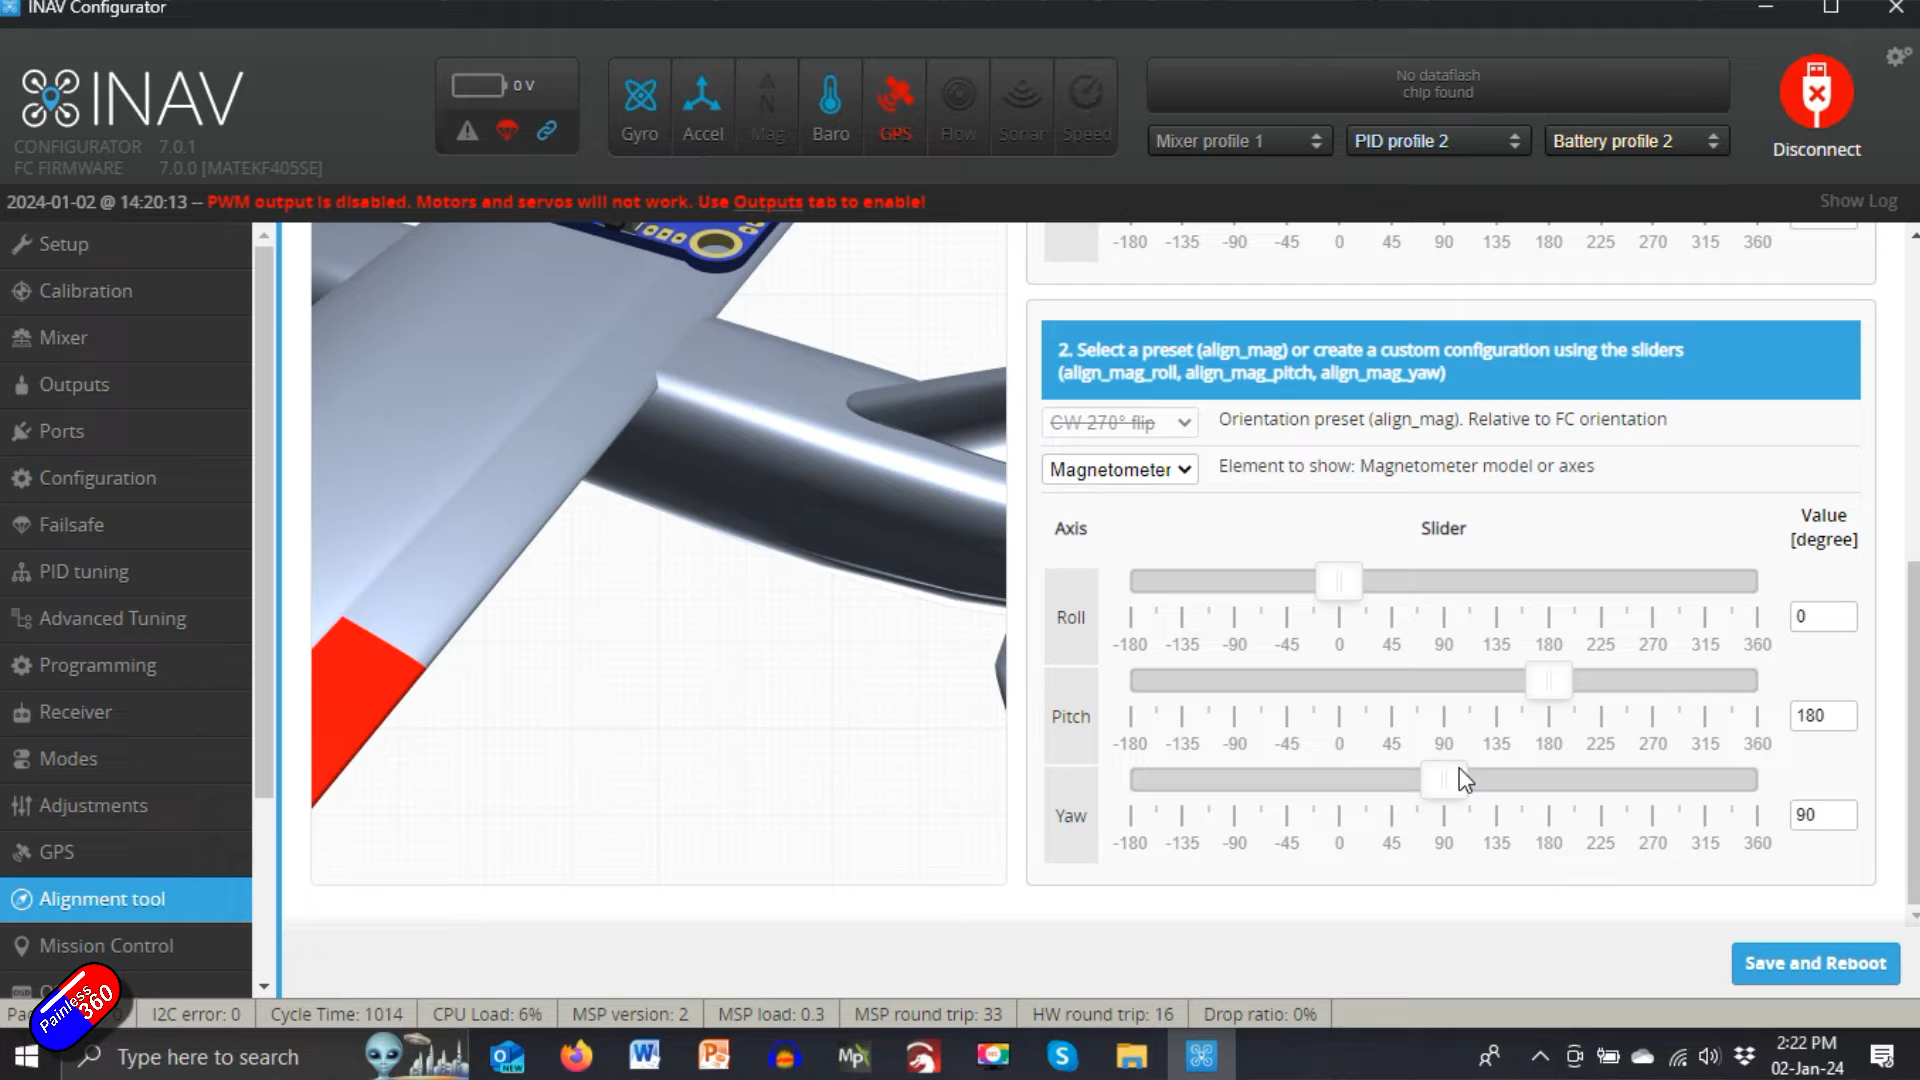 INAV Configurator
INAV
CONFIGURATOR 7.0.1
FC FIRMWARE 7.0.0 [MATEKF405SE]
0 V
Gyro
Accel
Mag
Baro
GPS
Flow
Sonar
Speed
No dataflash
chip found
Mixer profile 1
PID profile 2
Battery profile 2
Disconnect
2024-01-02 @ 14:20:13 -- PWM output is disabled. Motors and servos will not work. Use Outputs tab to enable!
Show Log
Setup
Calibration
Mixer
Outputs
Ports
Configuration
Failsafe
PID tuning
Advanced Tuning
Programming
Receiver
Modes
Adjustments
GPS
Alignment tool
Mission Control
-180 -135 -90 -45 0 45 90 135 180 225 270 315 360
2. Select a preset (align_mag) or create a custom configuration using the sliders
(align_mag_roll, align_mag_pitch, align_mag_yaw)
CW 270° flip
Orientation preset (align_mag). Relative to FC orientation
Magnetometer
Element to show: Magnetometer model or axes
Axis
Slider
Value
[degree]
Roll
-180 -135 -90 -45 0 45 90 135 180 225 270 315 360
0
Pitch
-180 -135 -90 -45 0 45 90 135 180 225 270 315 360
180
Yaw
-180 -135 -90 -45 0 45 90 135 180 225 270 315 360
90
Save and Reboot
Painless
360
I2C error: 0
Cycle Time: 1014
CPU Load: 6%
MSP version: 2
MSP load: 0.3
MSP round trip: 33
HW round trip: 16
Drop ratio: 0%
Type here to search
NEW
Mp
2:22 PM
02-Jan-24